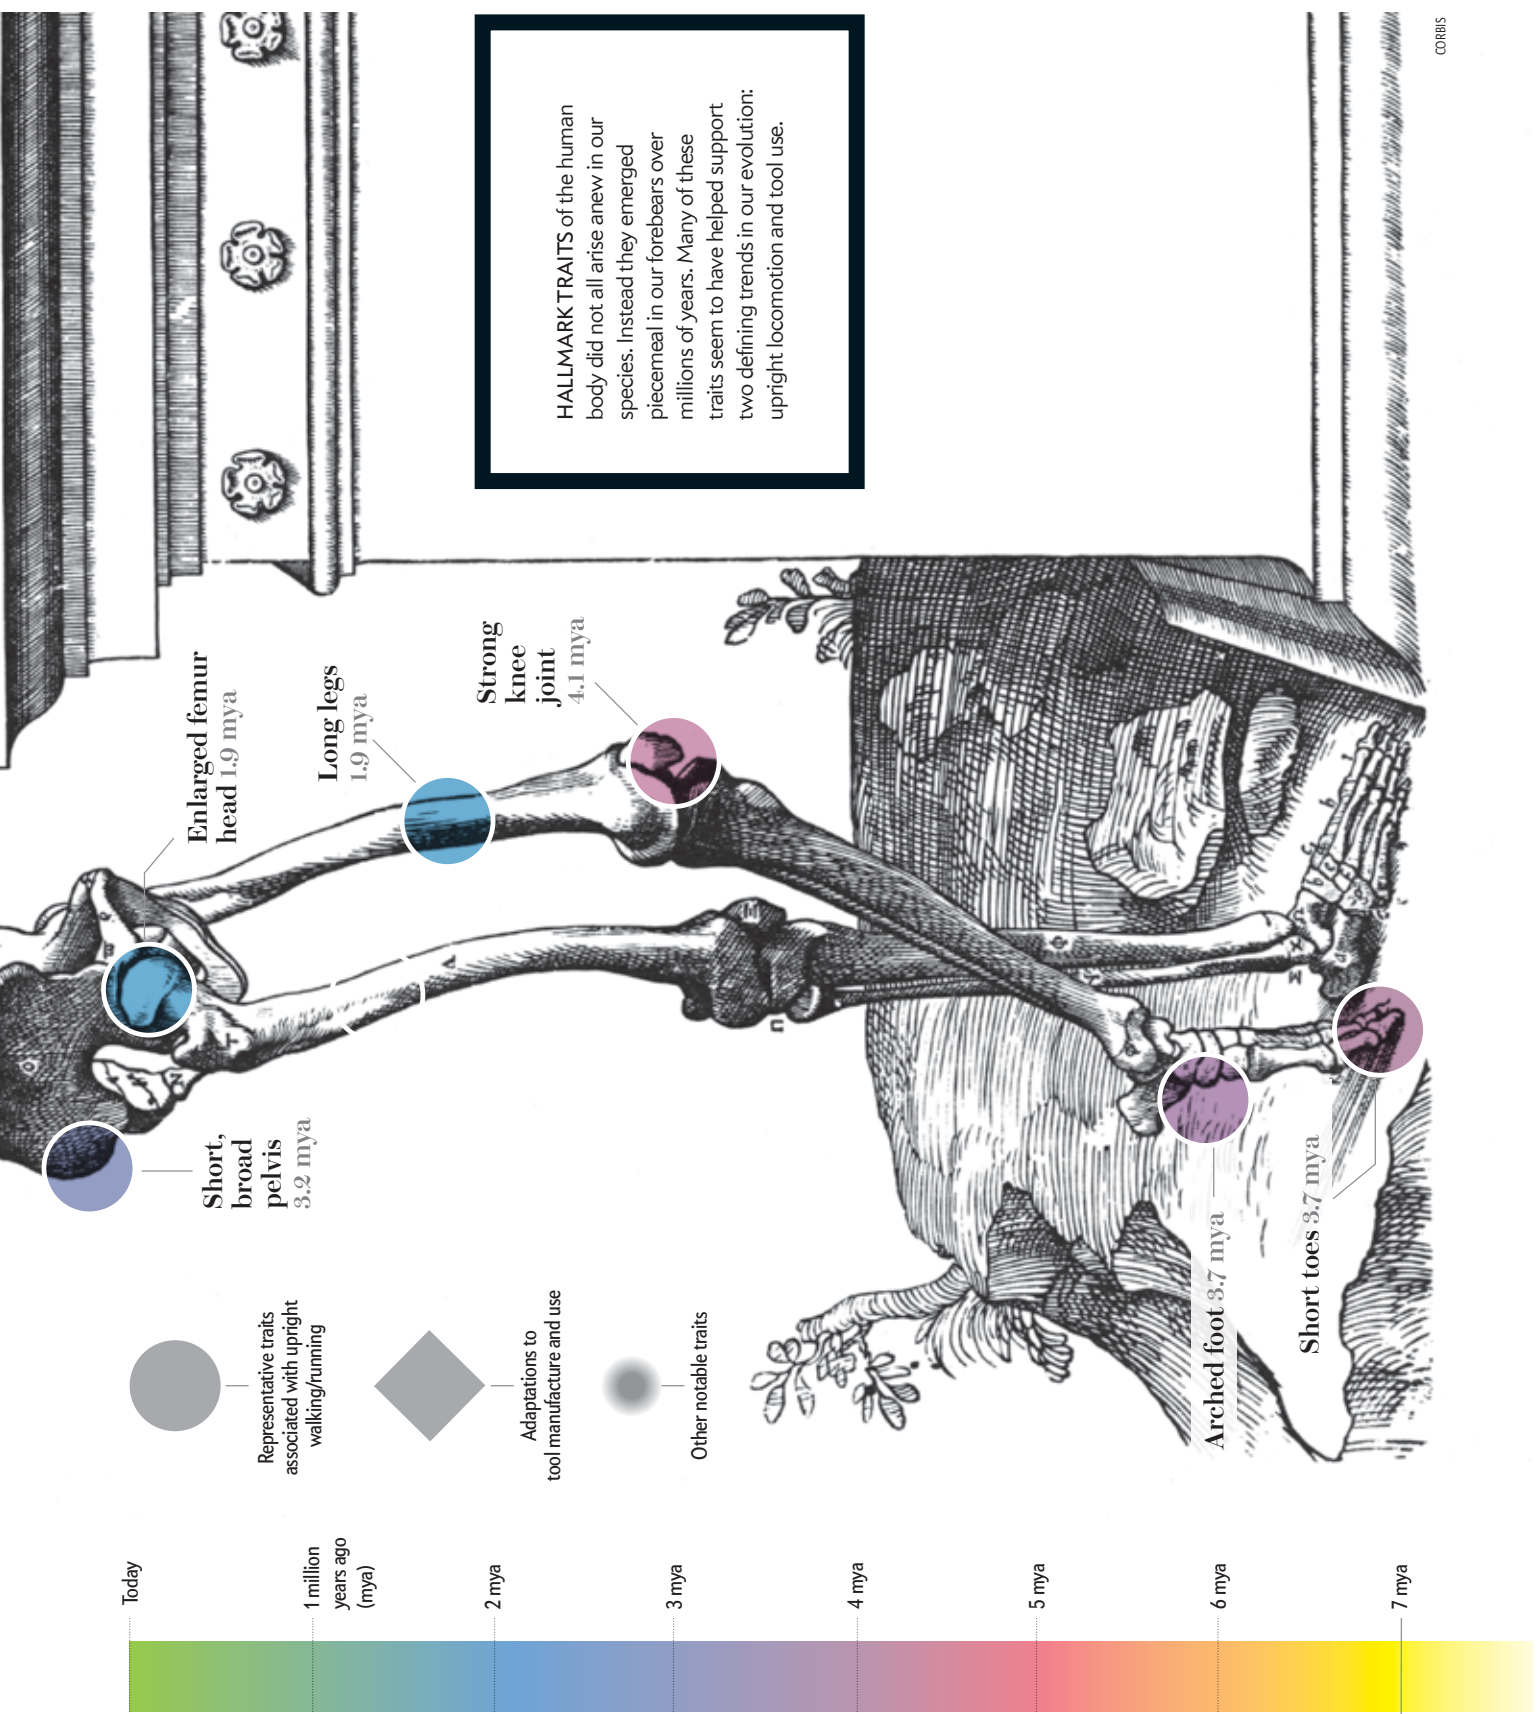 HALLMARK TRAITS of the human
body did not all arise anew in our
species. Instead they emerged
piecemeal in our forebears over
millions of years. Many of these
traits seem to have helped support
two defining trends in our evolution:
upright locomotion and tool use.
Enlarged femur
head 1.9 mya
Long legs
1.9 mya
Strong
knee
joint
4.1 mya
Short,
broad
pelvis
3.2 mya
Arched foot 3.7 mya
Short toes 3.7 mya
Representative traits
associated with upright
walking/running
Adaptations to
tool manufacture and use
Other notable traits
Today
1 million
years ago
(mya)
2 mya
3 mya
4 mya
5 mya
6 mya
7 mya
CORBIS